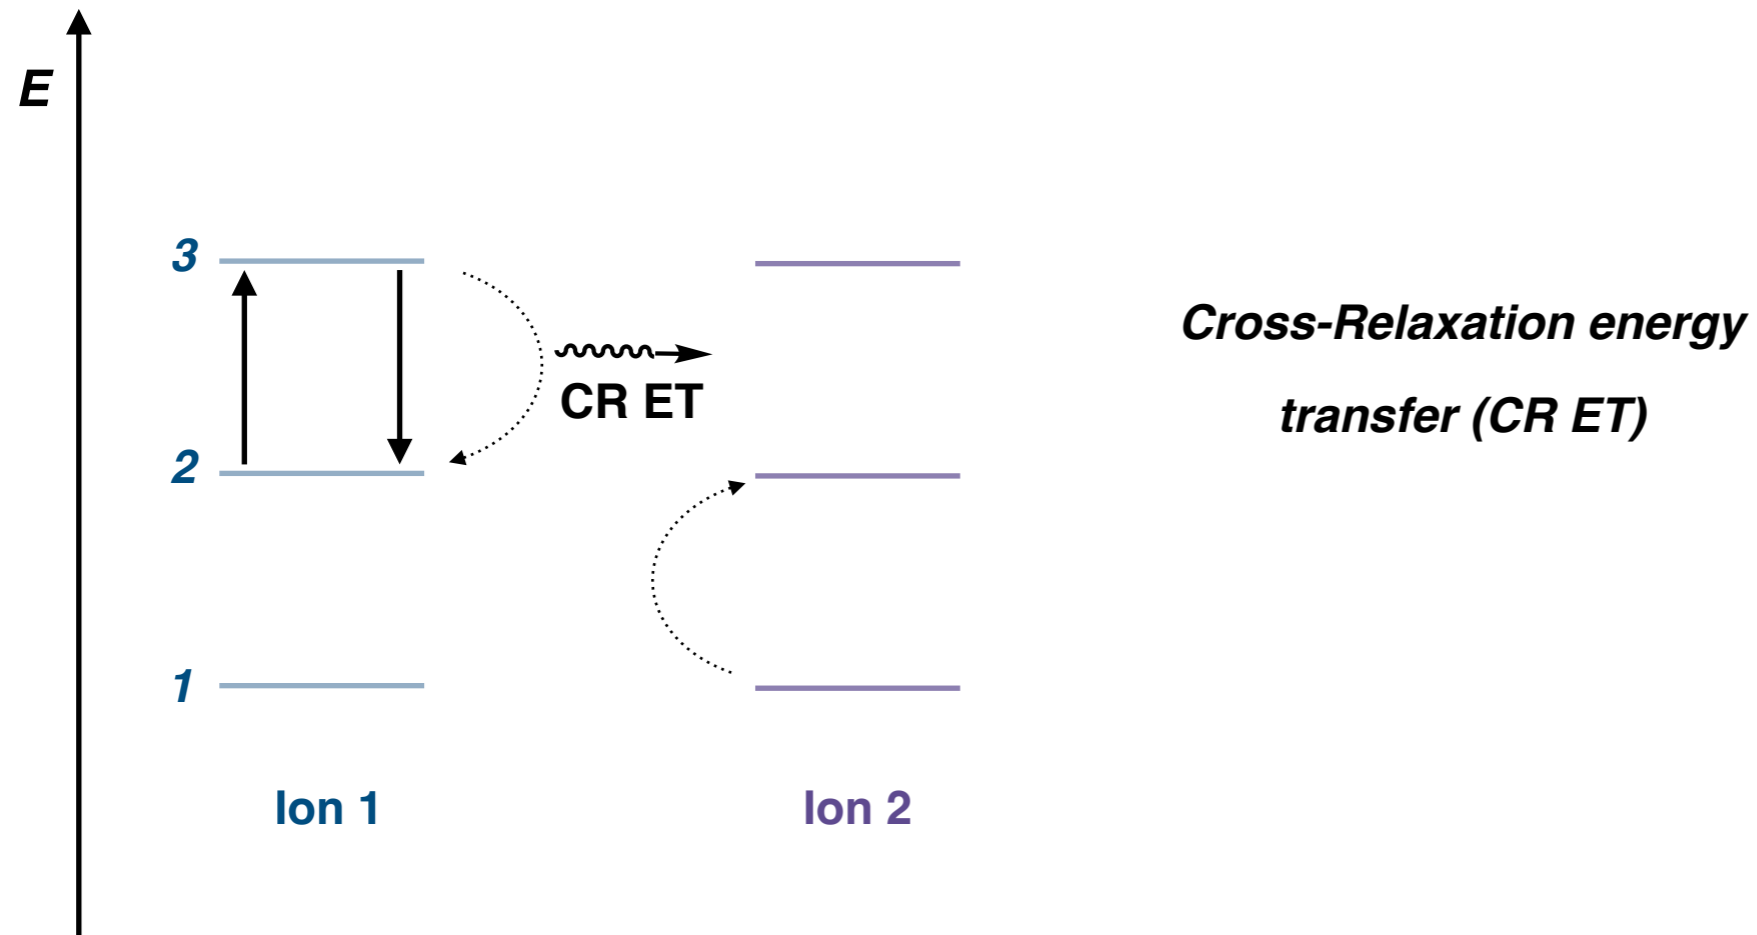 E
3
Cross-Relaxation energy
CR ET
transfer (CR ET)
2
1
Ion 1
Ion 2